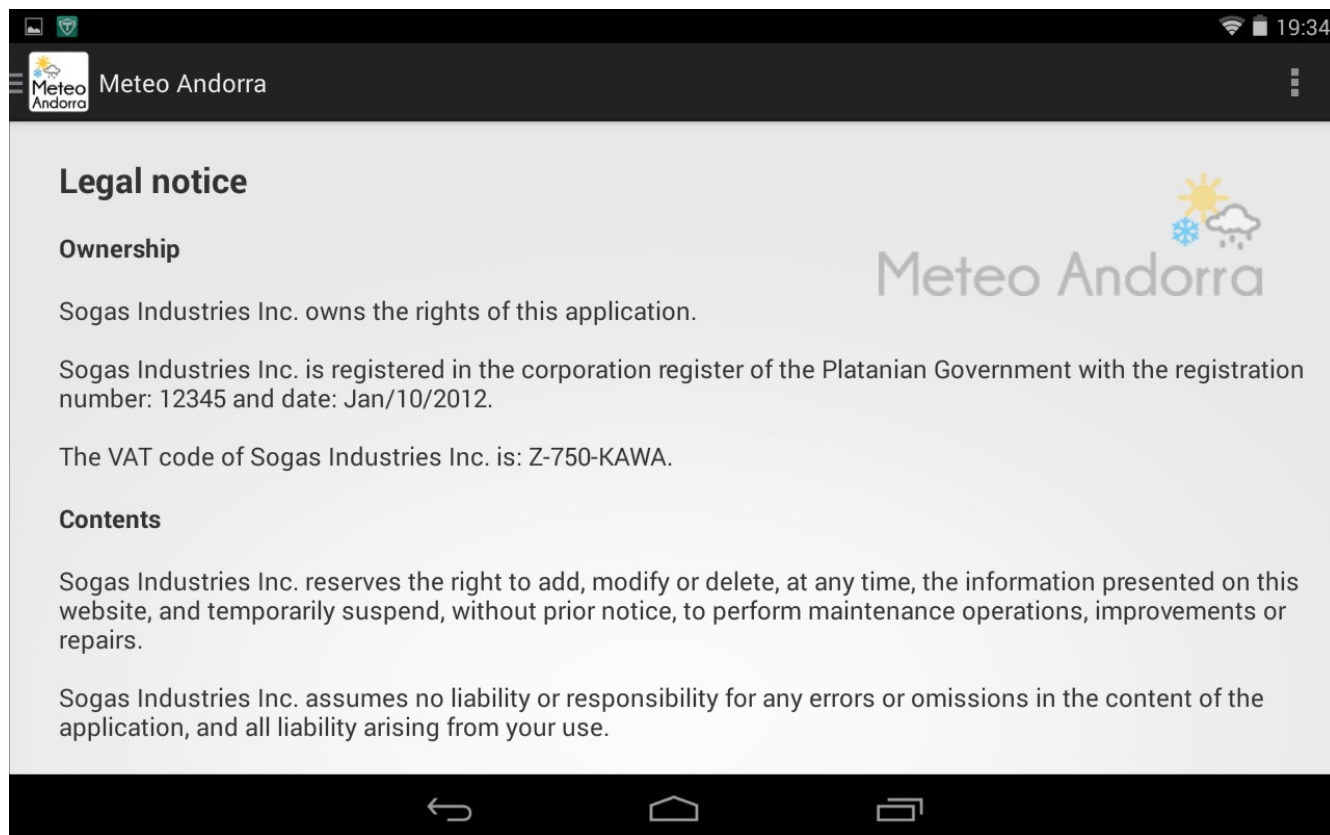 19:34
Meteo
Andorra
Meteo Andorra
Legal notice
Meteo Andorra
Ownership
Sogas Industries Inc. owns the rights of this application.
Sogas Industries Inc. is registered in the corporation register of the Platanian Government with the registration
number: 12345 and date: Jan/10/2012.
The VAT code of Sogas Industries Inc. is: Z-750-KAWA.
Contents
Sogas Industries Inc. reserves the right to add, modify or delete, at any time, the information presented on this
website, and temporarily suspend, without prior notice, to perform maintenance operations, improvements or
repairs.
Sogas Industries Inc. assumes no liability or responsibility for any errors or omissions in the content of the
application, and all liability arising from your use.